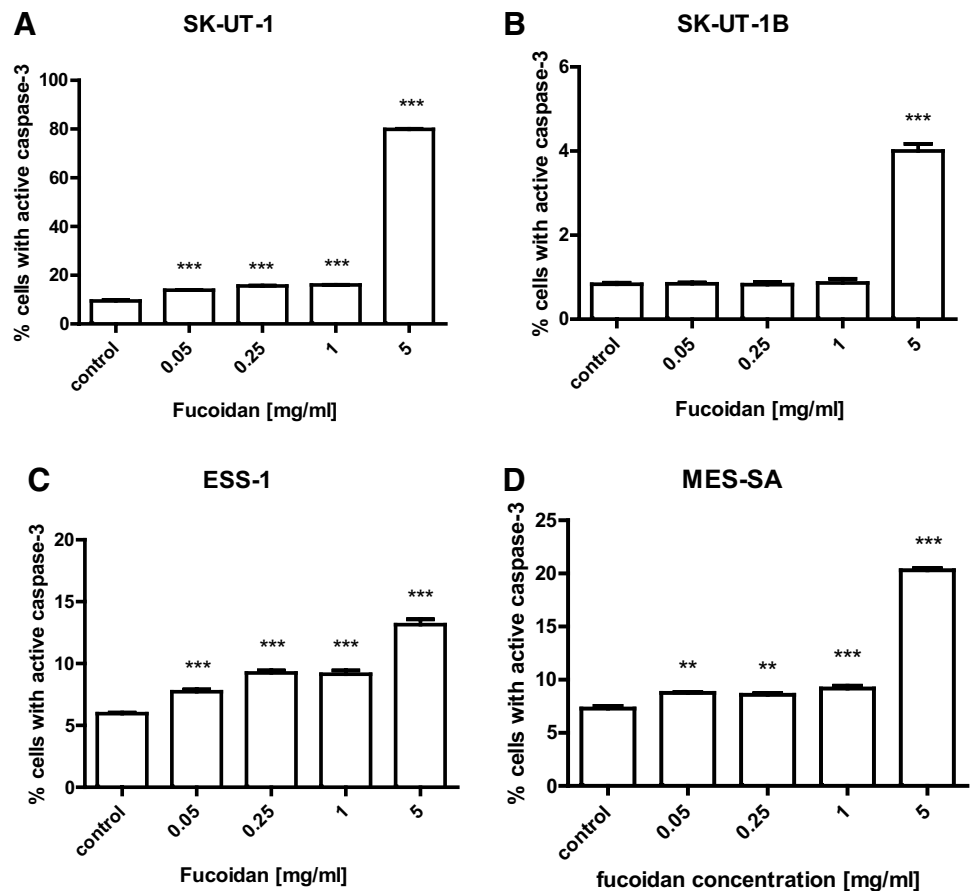 A
SK-UT-1
% cells with active caspase-3
100
80
60
40
20
0
***
***
***
***
control
0.05
0.25
1
5
Fucoidan [mg/ml]
B
SK-UT-1B
% cells with active caspase-3
6
4
2
0
***
control
0.05
0.25
1
5
Fucoidan [mg/ml]
C
ESS-1
% cells with active caspase-3
20
15
10
5
0
***
***
***
***
control
0.05
0.25
1
5
Fucoidan [mg/ml]
D
MES-SA
% cells with active caspase-3
25
20
15
10
5
0
**
**
***
***
control
0.05
0.25
1
5
fucoidan concentration [mg/ml]